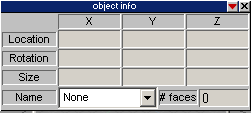 object info
X Y Z
Location
Rotation
Size
Name None # faces 0